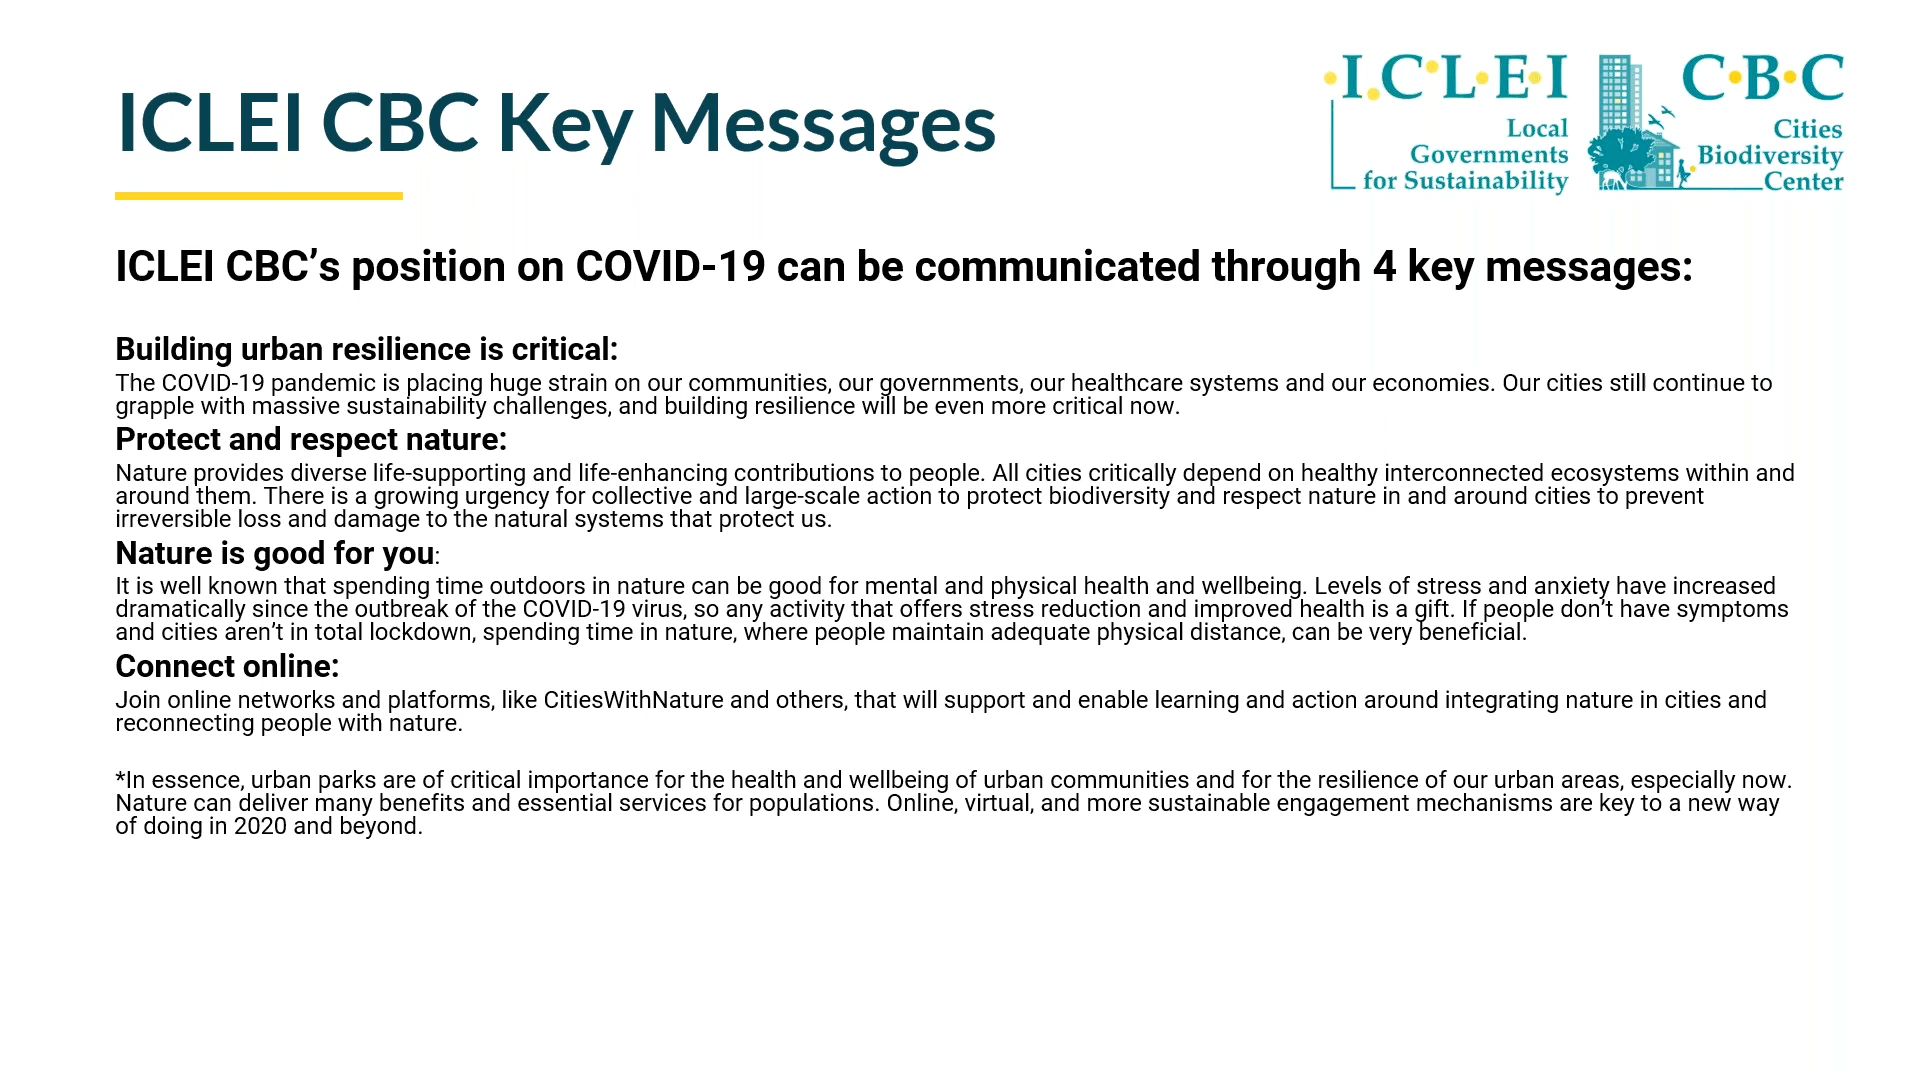 ICLEI CBC Key Messages
I.C.L.E.I
Local
Governments
for Sustainability
C·B·C
Cities
Biodiversity
Center
ICLEI CBC’s position on COVID-19 can be communicated through 4 key messages:
Building urban resilience is critical:
The COVID-19 pandemic is placing huge strain on our communities, our governments, our healthcare systems and our economies. Our cities still continue to
grapple with massive sustainability challenges, and building resilience will be even more critical now.
Protect and respect nature:
Nature provides diverse life-supporting and life-enhancing contributions to people. All cities critically depend on healthy interconnected ecosystems within and
around them. There is a growing urgency for collective and large-scale action to protect biodiversity and respect nature in and around cities to prevent
irreversible loss and damage to the natural systems that protect us.
Nature is good for you:
It is well known that spending time outdoors in nature can be good for mental and physical health and wellbeing. Levels of stress and anxiety have increased
dramatically since the outbreak of the COVID-19 virus, so any activity that offers stress reduction and improved health is a gift. If people don’t have symptoms
and cities aren’t in total lockdown, spending time in nature, where people maintain adequate physical distance, can be very beneficial.
Connect online:
Join online networks and platforms, like CitiesWithNature and others, that will support and enable learning and action around integrating nature in cities and
reconnecting people with nature.
*In essence, urban parks are of critical importance for the health and wellbeing of urban communities and for the resilience of our urban areas, especially now.
Nature can deliver many benefits and essential services for populations. Online, virtual, and more sustainable engagement mechanisms are key to a new way
of doing in 2020 and beyond.